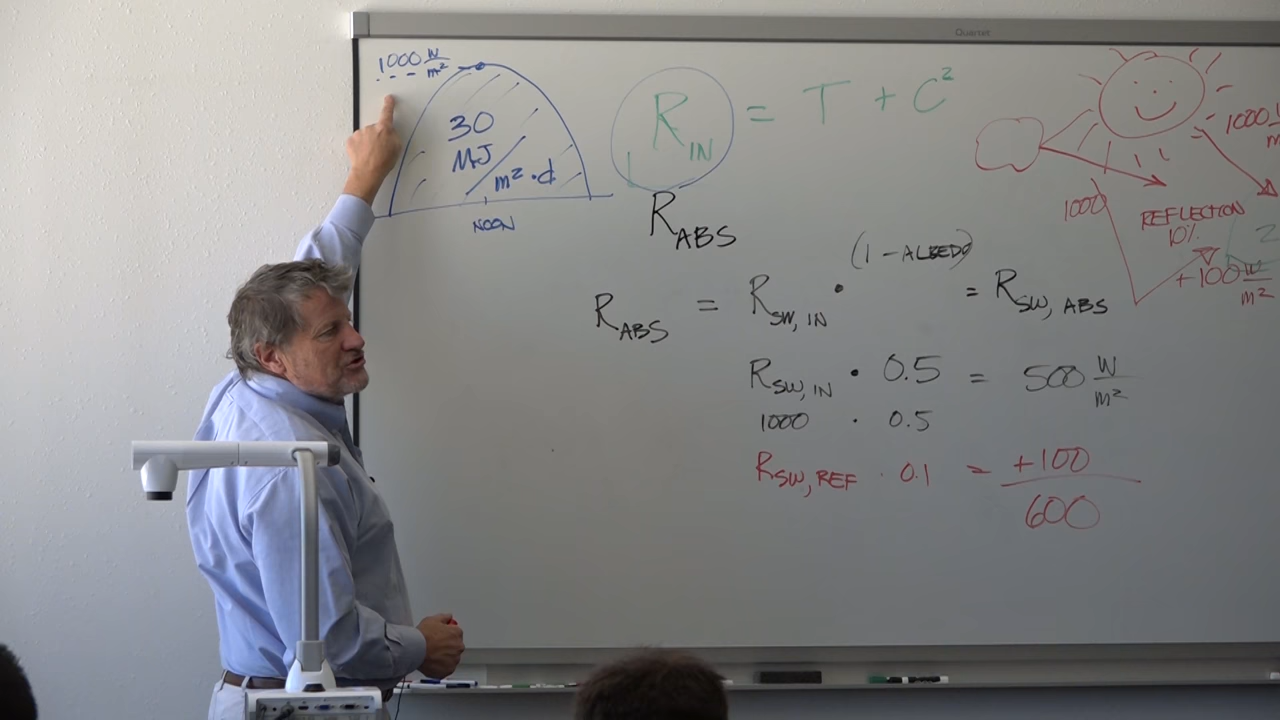 Quartet
1000 W/m²
30
MJ
m² · d
NOON
R_IN = T + C²
R_ABS
(1 - ALBEDO)
R_ABS = R_SW, IN · = R_SW, ABS
R_SW, IN · 0.5 = 500 W/m²
1000 · 0.5
R_SW, REF · 0.1 = +100
600
1000
1000
REFLECTION
10%
+100 W/m²